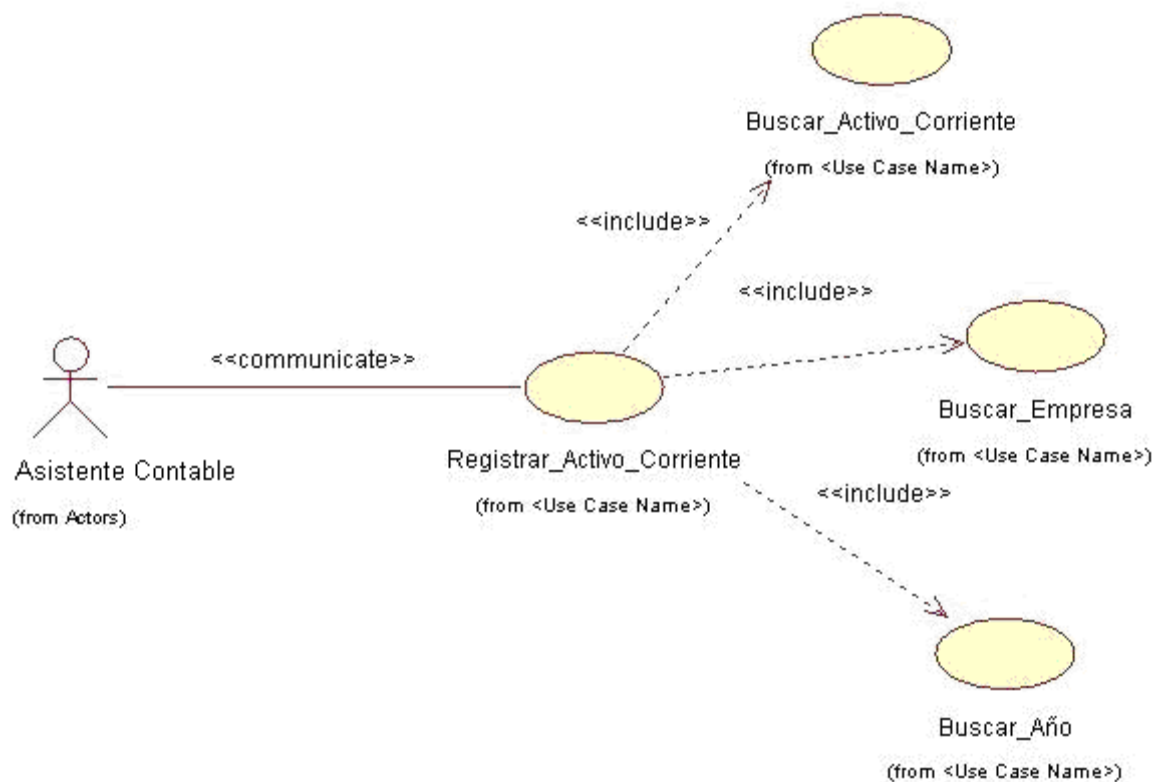 Buscar_Activo_Corriente
(from <Use Case Name>)
<<include>>
<<include>>
<<communicate>>
Buscar_Empresa
(from <Use Case Name>)
Asistente Contable
(from Actors)
Registrar_Activo_Corriente
(from <Use Case Name>)
<<include>>
Buscar_Año
(from <Use Case Name>)